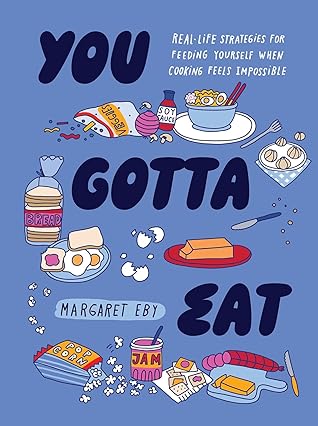 YOU
REAL-LIFE STRATEGIES FOR
FEEDING YOURSELF WHEN
COOKING FEELS IMPOSSIBLE
SOY
SAUCE
GOTTA
BREAD
MARGARET EBY
EAT
POP
CORN
JAM